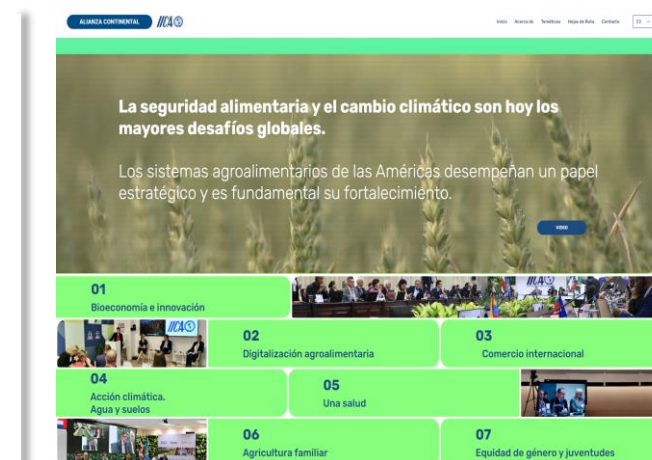 ALIANZA CONTINENTAL
IICA
Inicio Acerca de Temáticas Hojas de Ruta Contacto ES
La seguridad alimentaria y el cambio climático son hoy los
mayores desafíos globales.
Los sistemas agroalimentarios de las Américas desempeñan un papel
estratégico y es fundamental su fortalecimiento.
VIDEO
01
Bioeconomía e innovación
IICA
IICA
02
Digitalización agroalimentaria
03
Comercio internacional
04
Acción climática.
Agua y suelos
05
Una salud
06
Agricultura familiar
07
Equidad de género y juventudes